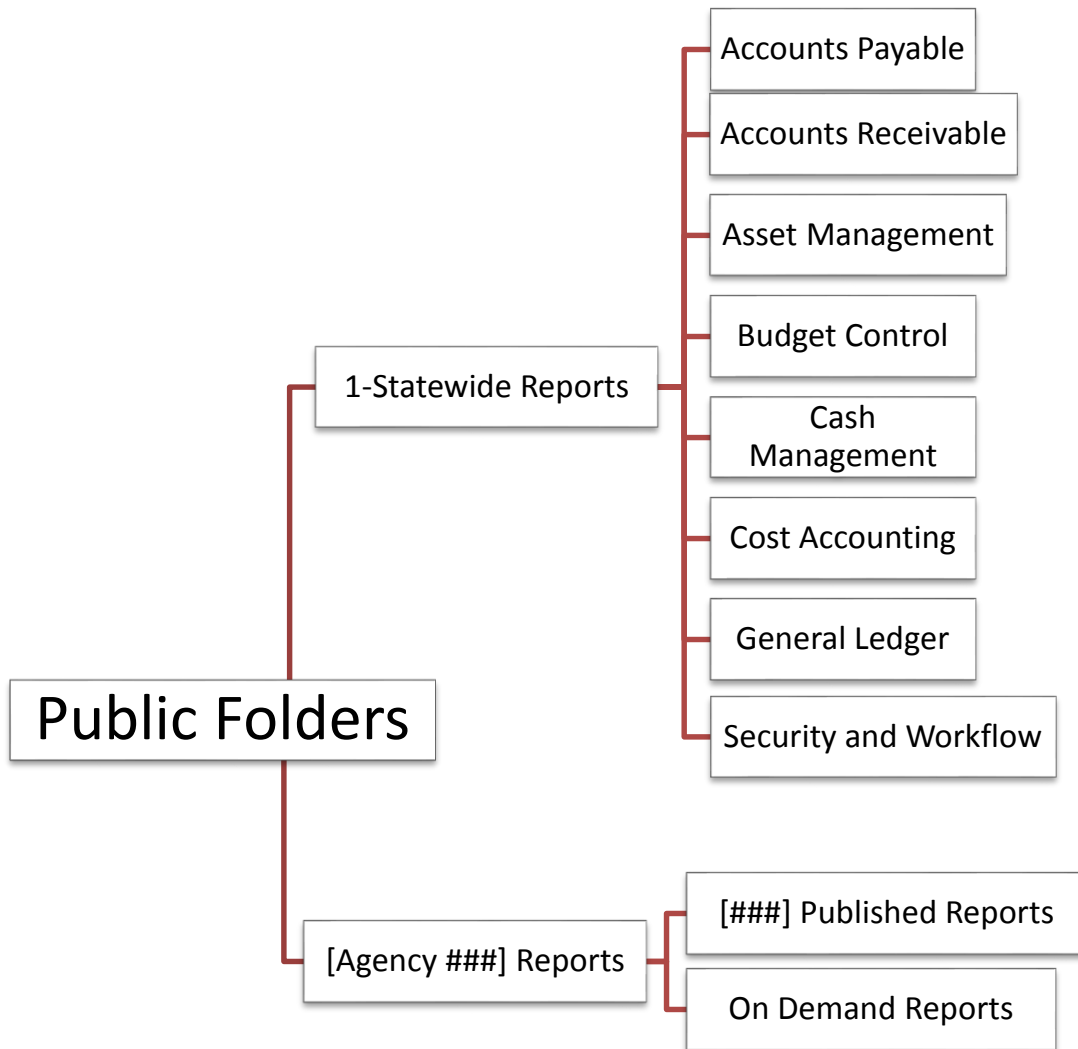 Accounts Payable
Accounts Receivable
Asset Management
Budget Control
1-Statewide Reports
Cash
Management
Cost Accounting
General Ledger
Public Folders
Security and Workflow
[###] Published Reports
[Agency ###] Reports
On Demand Reports